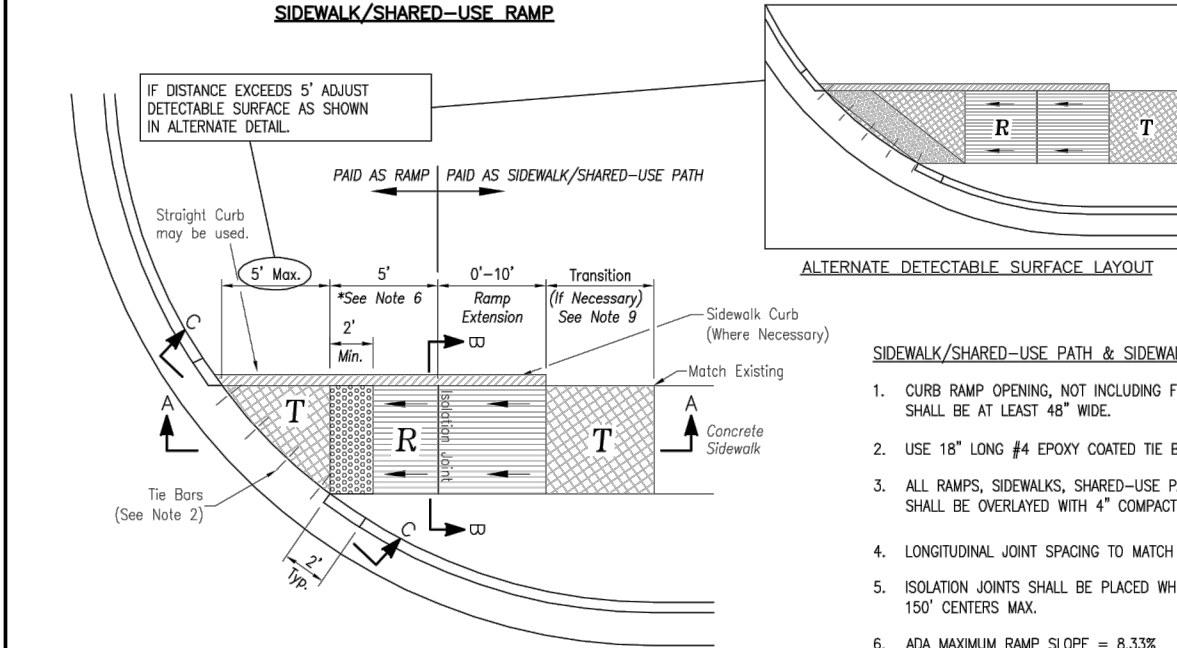 SIDEWALK/SHARED-USE RAMP
IF DISTANCE EXCEEDS 5' ADJUST
DETECTABLE SURFACE AS SHOWN
IN ALTERNATE DETAIL.
PAID AS RAMP
PAID AS SIDEWALK/SHARED-USE PATH
Straight Curb
may be used.
5' Max.
5'
*See Note 6
2'
Min.
0'-10'
Ramp
Extension
Transition
(If Necessary)
See Note 9
Sidewalk Curb
(Where Necessary)
Match Existing
C
B
A
T
R
Isolation Joint
T
A
Concrete
Sidewalk
Tie Bars
(See Note 2)
2'
Typ.
C
B
R
T
ALTERNATE DETECTABLE SURFACE LAYOUT
SIDEWALK/SHARED-USE PATH & SIDEWAL
1. CURB RAMP OPENING, NOT INCLUDING F
SHALL BE AT LEAST 48" WIDE.
2. USE 18" LONG #4 EPOXY COATED TIE B
3. ALL RAMPS, SIDEWALKS, SHARED-USE PA
SHALL BE OVERLAYED WITH 4" COMPACT
4. LONGITUDINAL JOINT SPACING TO MATCH
5. ISOLATION JOINTS SHALL BE PLACED WH
150' CENTERS MAX.
6. ADA MAXIMUM RAMP SLOPE = 8.33%